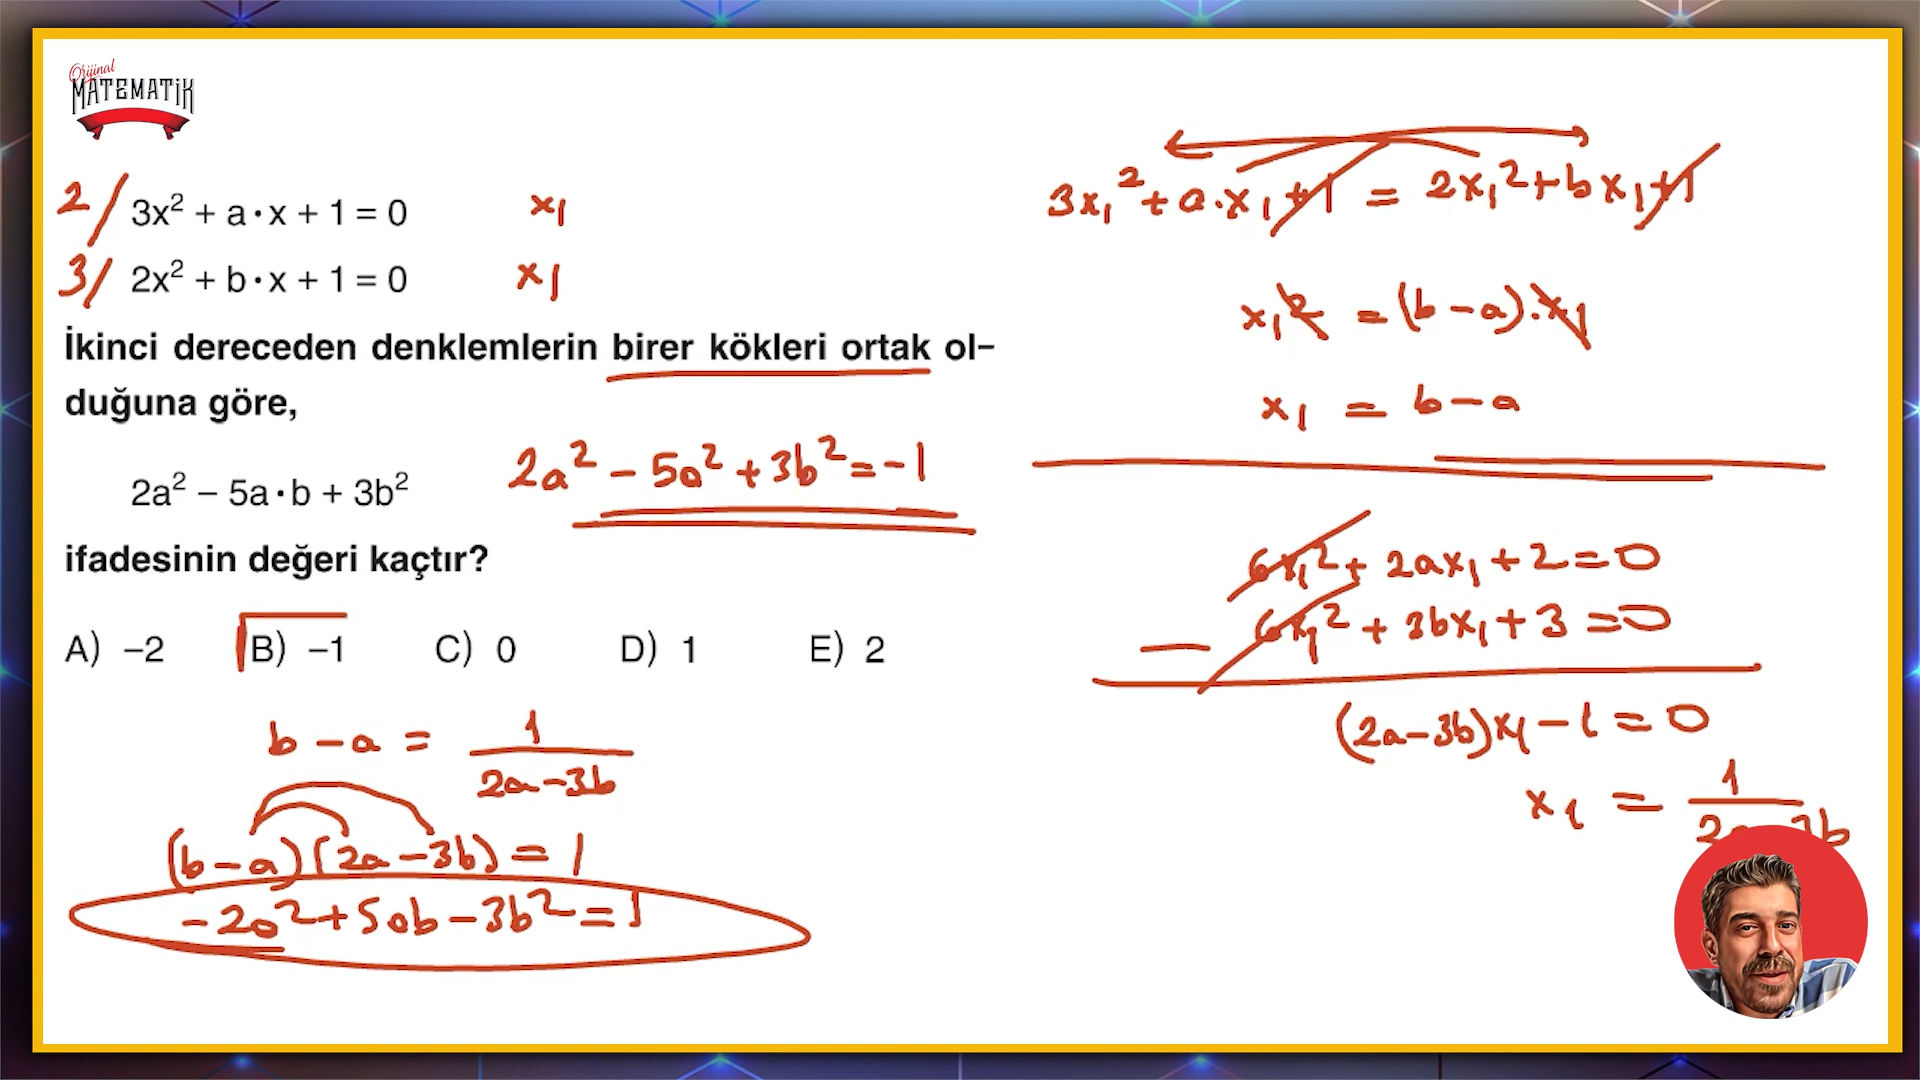 Orijinal
MATEMATİK
2/ 3x² + a·x + 1 = 0 x₁
3/ 2x² + b·x + 1 = 0 x₁
İkinci dereceden denklemlerin birer kökleri ortak ol-
duğuna göre,
2a² – 5a·b + 3b²
2a² – 5a² + 3b² = –1
ifadesinin değeri kaçtır?
A) –2 B) –1 C) 0 D) 1 E) 2
b – a = 1/(2a–3b)
(b–a)(2a–3b) = 1
–2a² + 5ab – 3b² = 1
3x₁² + a·x₁ + 1 = 2x₁² + bx₁ + 1
x₁² = (b–a)·x₁
x₁ = b–a
6x₁² + 2ax₁ + 2 = 0
– 6x₁² + 3bx₁ + 3 = 0
(2a–3b)x₁ – 1 = 0
x₁ = 1/(2a–3b)